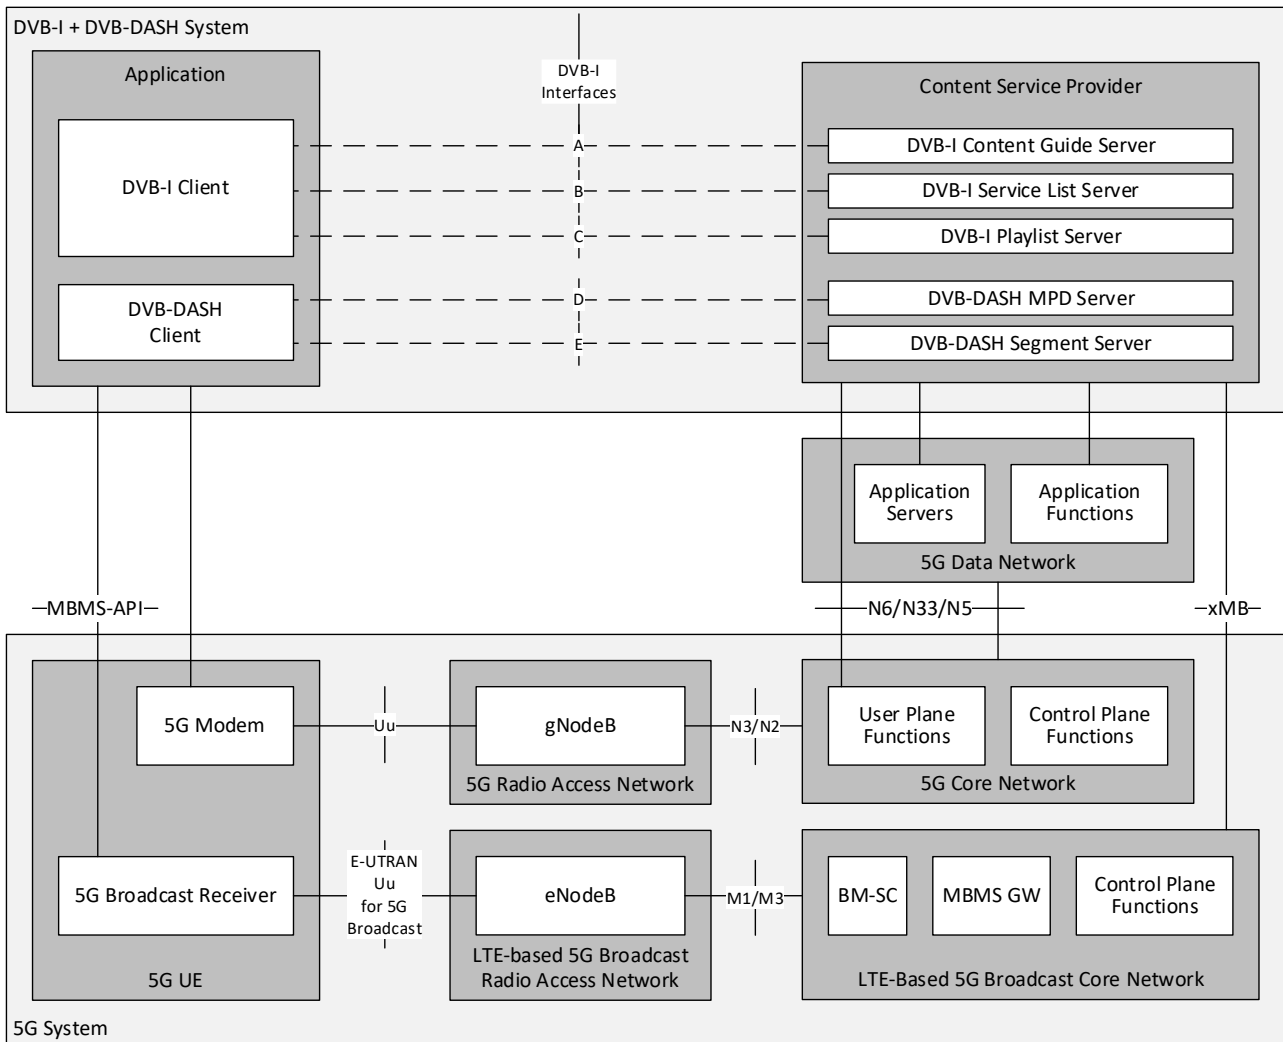 DVB-I + DVB-DASH System
Application
DVB-I
Interfaces
Content Service Provider
DVB-I Client
A
DVB-I Content Guide Server
B
DVB-I Service List Server
C
DVB-I Playlist Server
DVB-DASH
Client
D
DVB-DASH MPD Server
E
DVB-DASH Segment Server
Application
Servers
Application
Functions
5G Data Network
MBMS-API
N6/N33/N5
xMB
5G Modem
Uu
gNodeB
N3/N2
User Plane
Functions
Control Plane
Functions
5G Radio Access Network
5G Core Network
5G Broadcast Receiver
E-UTRAN
Uu
for 5G
Broadcast
eNodeB
M1/M3
BM-SC
MBMS GW
Control Plane
Functions
5G UE
LTE-based 5G Broadcast
Radio Access Network
LTE-Based 5G Broadcast Core Network
5G System